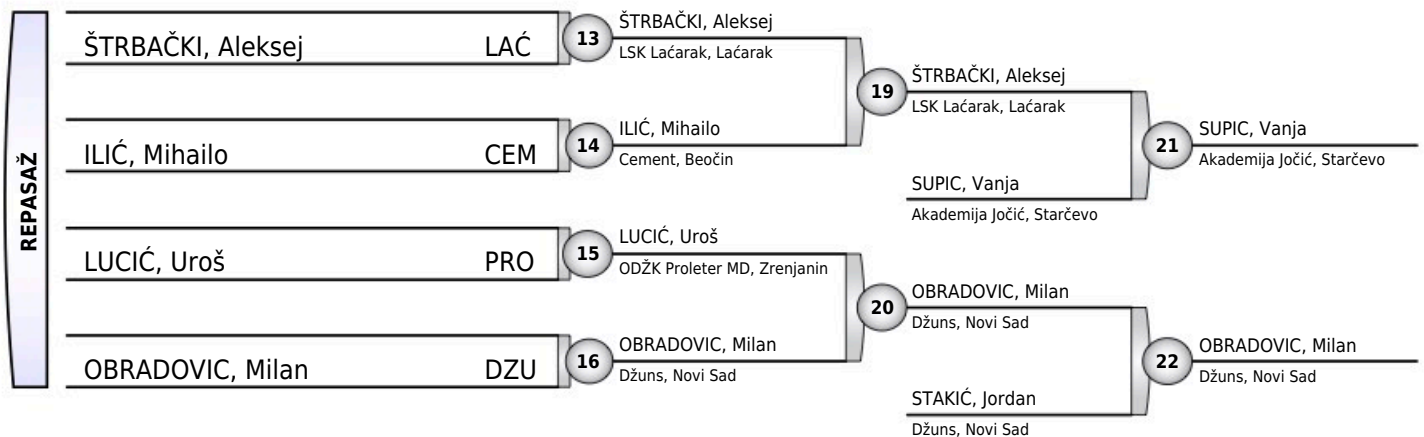 REPASAŽ
ŠTRBAČKI, Aleksej LAĆ
ILIĆ, Mihailo CEM
LUCIĆ, Uroš PRO
OBRADOVIC, Milan DZU
13
ŠTRBAČKI, Aleksej
LSK Laćarak, Laćarak
14
ILIĆ, Mihailo
Cement, Beočin
15
LUCIĆ, Uroš
ODŽK Proleter MD, Zrenjanin
16
OBRADOVIC, Milan
Džuns, Novi Sad
19
ŠTRBAČKI, Aleksej
LSK Laćarak, Laćarak
SUPIC, Vanja
Akademija Jočić, Starčevo
20
OBRADOVIC, Milan
Džuns, Novi Sad
STAKIĆ, Jordan
Džuns, Novi Sad
21
SUPIC, Vanja
Akademija Jočić, Starčevo
22
OBRADOVIC, Milan
Džuns, Novi Sad